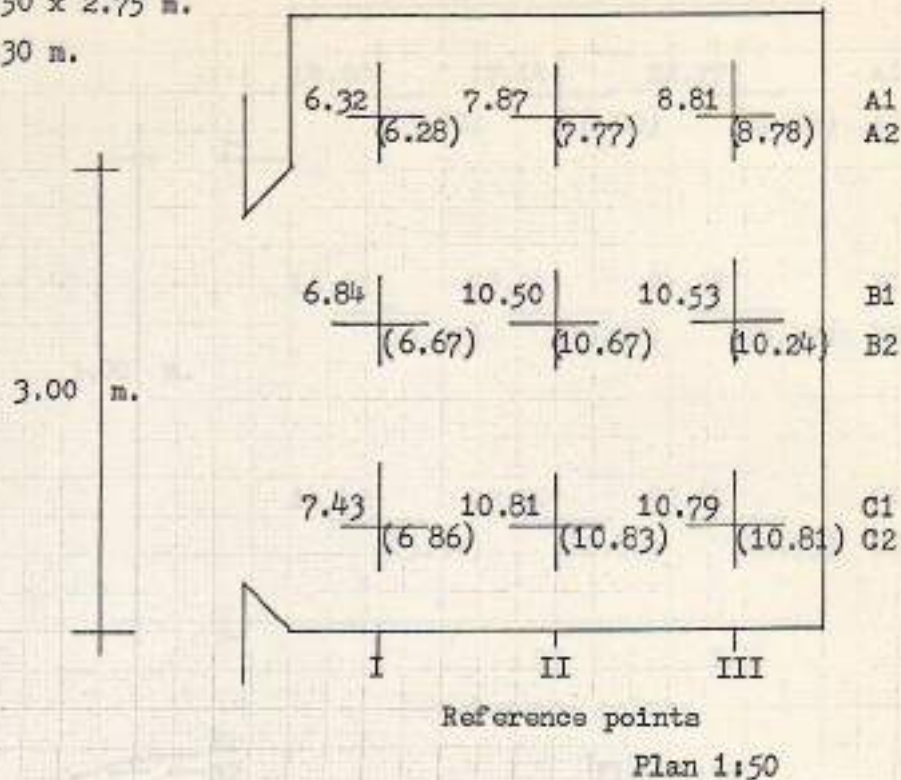 50 x 2.75 m.
30 m.
6.32 7.87 8.81 A1
(6.28) (7.77) (8.78) A2
6.84 10.50 10.53 B1
(6.67) (10.67) (10.24) B2
3.00 m.
7.43 10.81 10.79 C1
(6 86) (10.83) (10.81) C2
I II III
Reference points
Plan 1:50